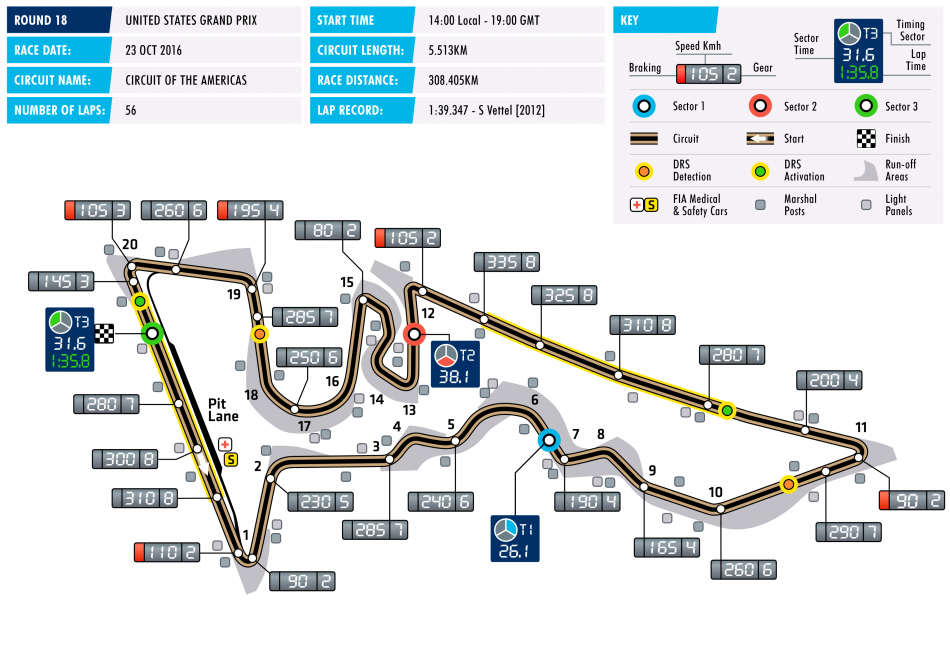 ROUND 18 UNITED STATES GRAND PRIX
RACE DATE: 23 OCT 2016
CIRCUIT NAME: CIRCUIT OF THE AMERICAS
NUMBER OF LAPS: 56
START TIME 14:00 Local - 19:00 GMT
CIRCUIT LENGTH: 5.513KM
RACE DISTANCE: 308.405KM
LAP RECORD: 1:39.347 - S Vettel [2012]
KEY
Speed Kmh
Braking 105 2 Gear
Sector
Time
T3
31.6
1:35.8
Timing
Sector
Lap
Time
Sector 1 Sector 2 Sector 3
Circuit Start Finish
DRS
Detection
DRS
Activation
Run-off
Areas
+ S
FIA Medical
& Safety Cars
Marshal
Posts
Light
Panels
105 3
260 6
195 4
80 2
105 2
335 8
20
145 3
19
15
12
325 8
T3
31.6
1:35.8
285 7
310 8
T2
38.1
250 6
280 7
18
16
14
13
200 4
280 7
Pit
Lane
17
6
11
+
S
300 8
2
3
4
5
7
8
9
10
310 8
230 5
285 7
240 6
190 4
90 2
T1
26.1
165 4
290 7
1
110 2
90 2
260 6